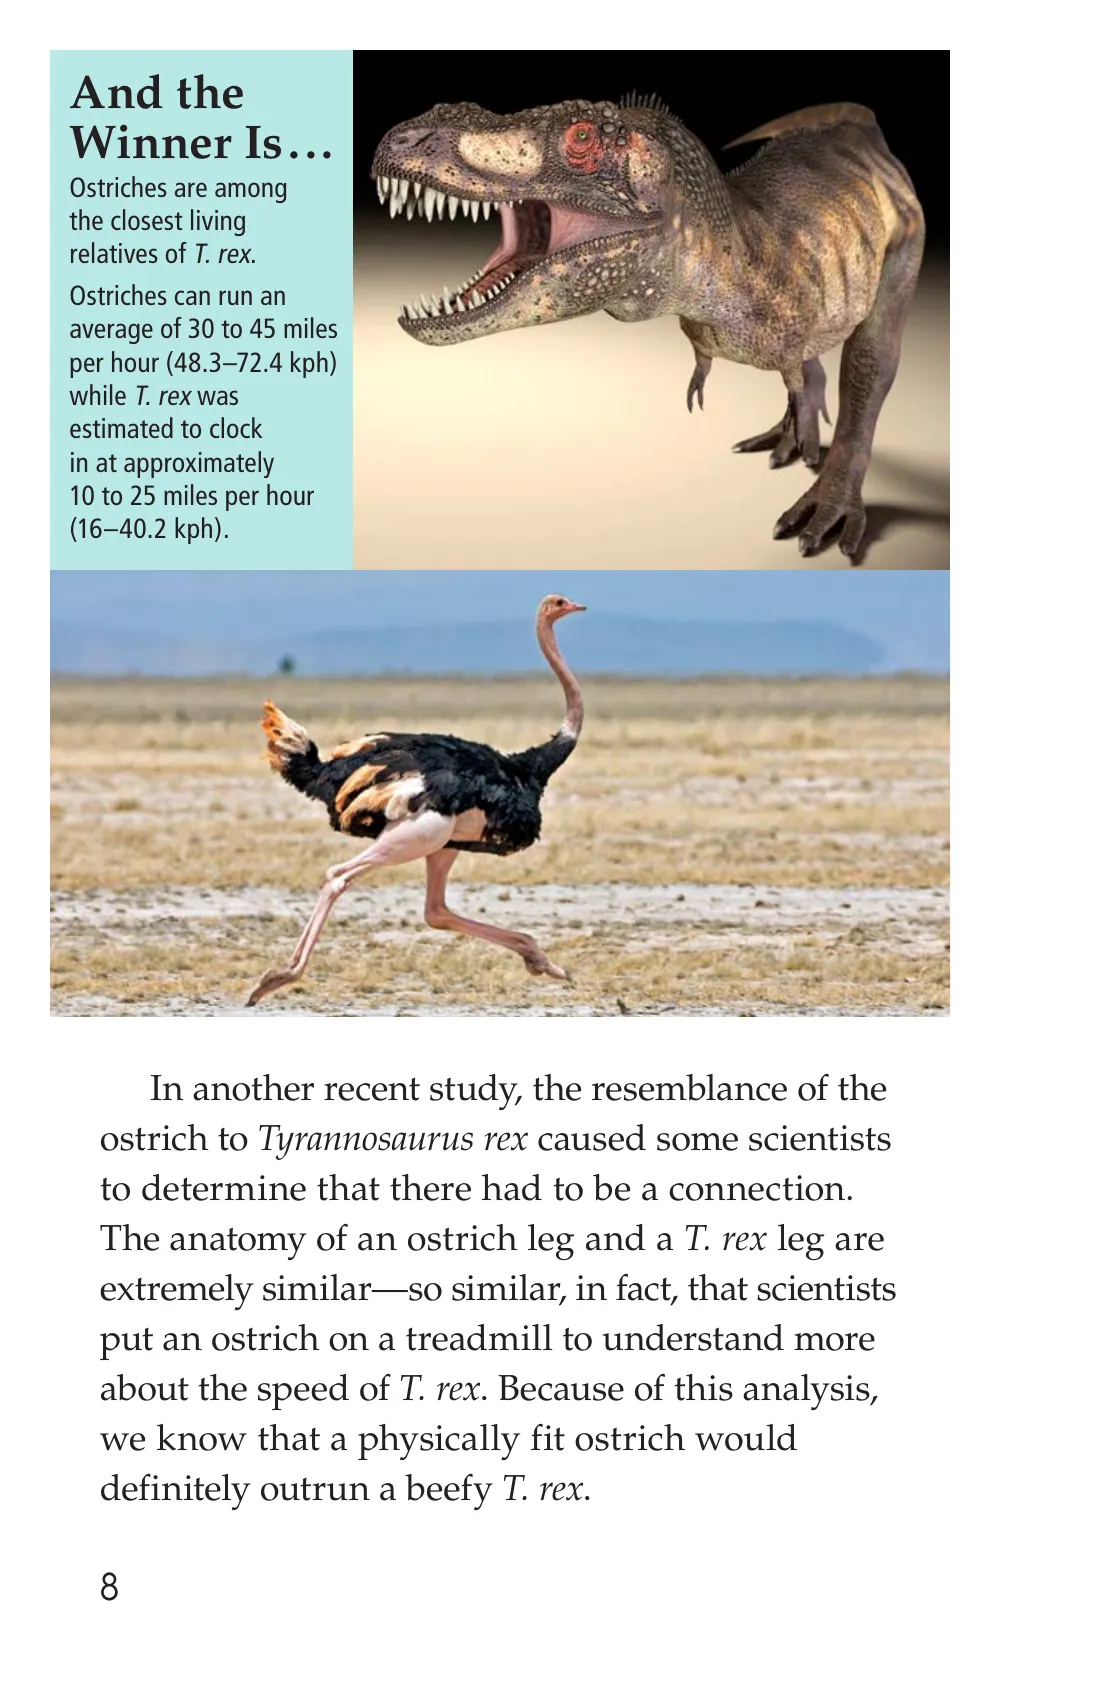 And the
Winner Is...
Ostriches are among
the closest living
relatives of T. rex.
Ostriches can run an
average of 30 to 45 miles
per hour (48.3–72.4 kph)
while T. rex was
estimated to clock
in at approximately
10 to 25 miles per hour
(16–40.2 kph).
In another recent study, the resemblance of the
ostrich to Tyrannosaurus rex caused some scientists
to determine that there had to be a connection.
The anatomy of an ostrich leg and a T. rex leg are
extremely similar—so similar, in fact, that scientists
put an ostrich on a treadmill to understand more
about the speed of T. rex. Because of this analysis,
we know that a physically fit ostrich would
definitely outrun a beefy T. rex.
8